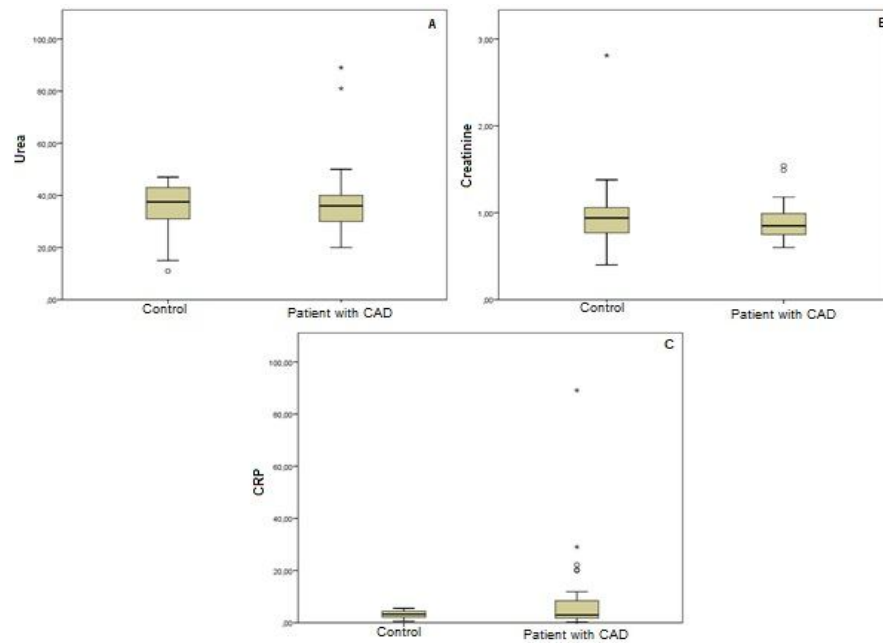 A
100,00
80,00
60,00
40,00
20,00
,00
Urea
Control
Patient with CAD
B
3,00
2,00
1,00
,00
Creatinine
Control
Patient with CAD
C
100,00
80,00
60,00
40,00
20,00
,00
CRP
Control
Patient with CAD